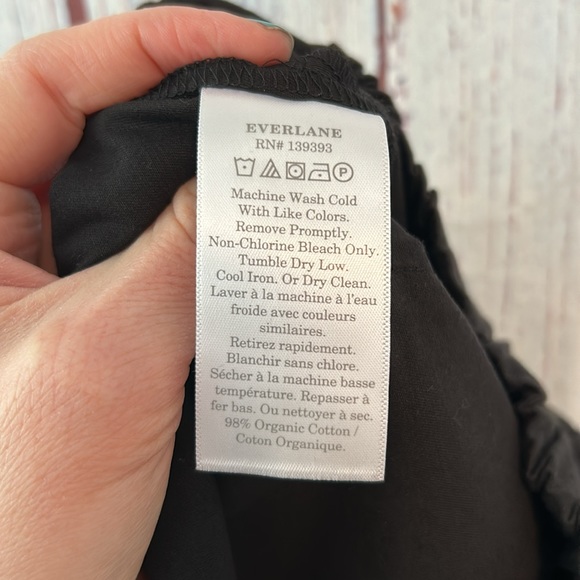 EVERLANE
RN# 139393
P
Machine Wash Cold
With Like Colors.
Remove Promptly.
Non-Chlorine Bleach Only.
Tumble Dry Low.
Cool Iron. Or Dry Clean.
Laver à la machine à l'eau
froide avec couleurs
similaires.
Retirez rapidement.
Blanchir sans chlore.
Sécher à la machine basse
température. Repasser à
fer bas. Ou nettoyer à sec.
98% Organic Cotton /
Coton Organique.